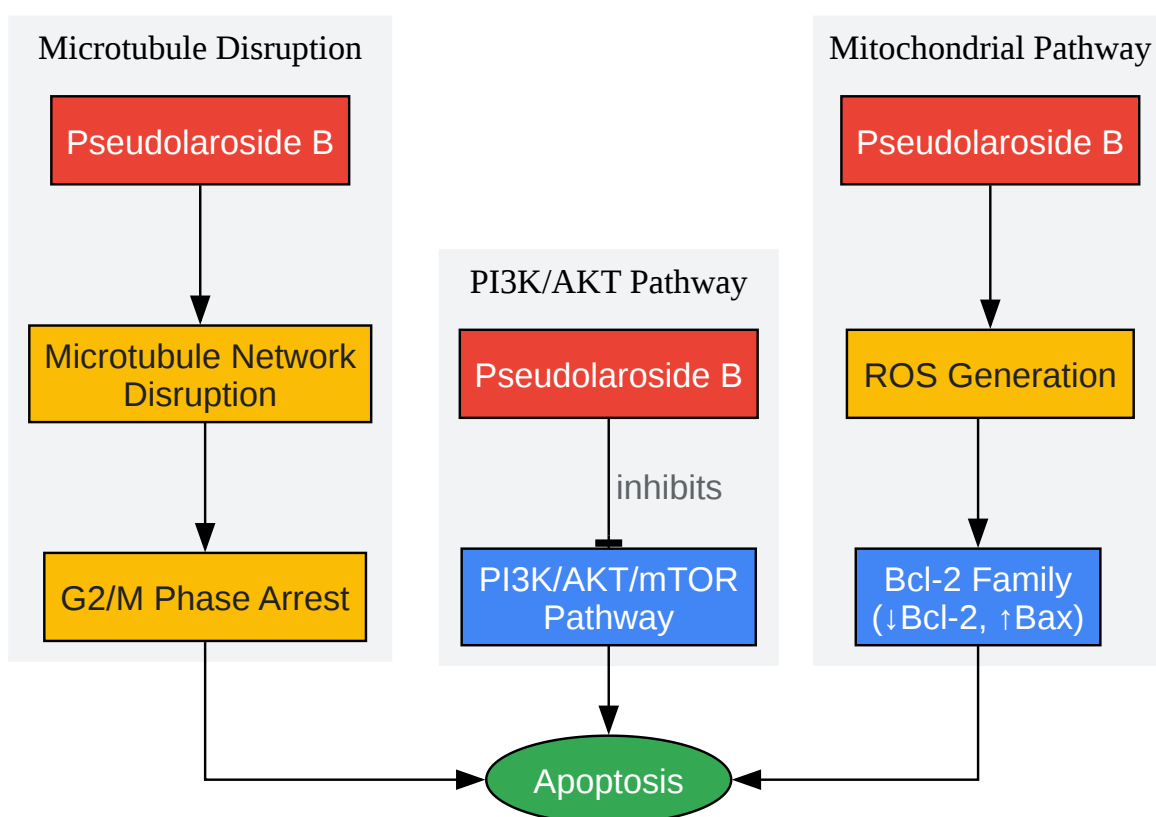 Microtubule Disruption
Pseudolaroside B
Microtubule Network
Disruption
G2/M Phase Arrest
PI3K/AKT Pathway
Pseudolaroside B
inhibits
PI3K/AKT/mTOR
Pathway
Mitochondrial Pathway
Pseudolaroside B
ROS Generation
Bcl-2 Family
(↓Bcl-2, ↑Bax)
Apoptosis